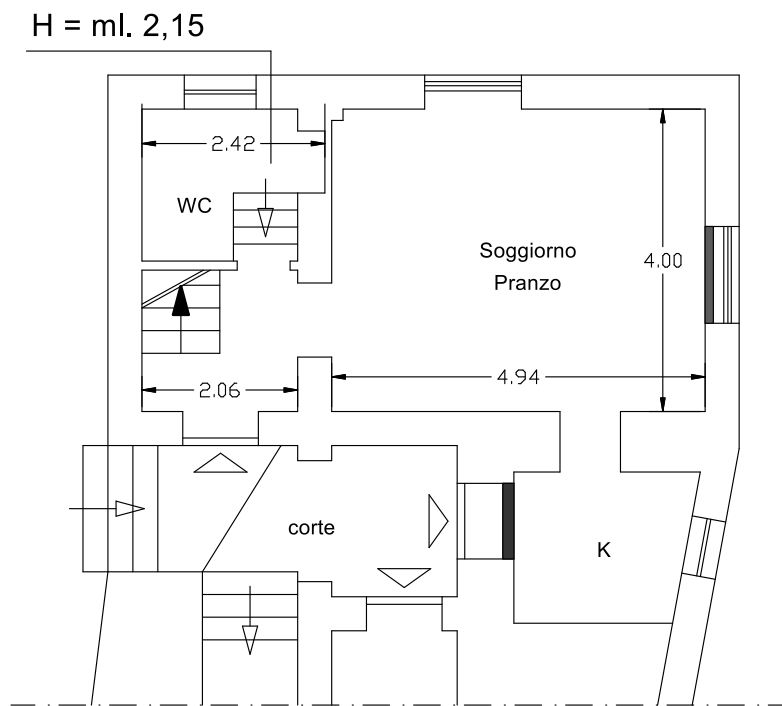 H = ml. 2,15
2.42
WC
Soggiorno
Pranzo
4.00
2.06
4.94
corte
K